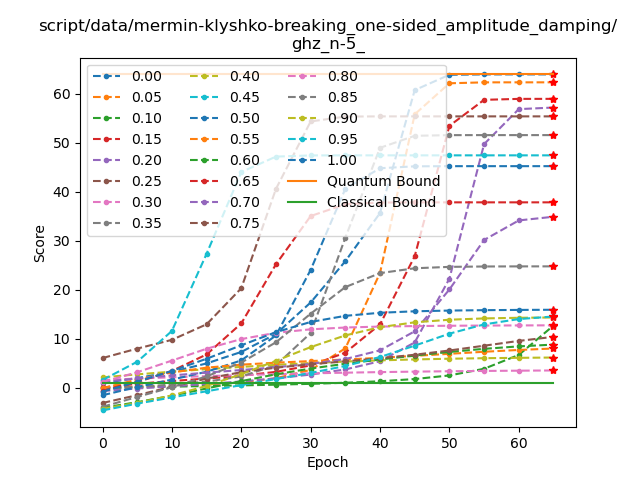 script/data/mermin-klyshko-breaking_one-sided_amplitude_damping/
ghz_n-5_
0.00 0.40 0.80
0.05 0.45 0.85
0.10 0.50 0.90
0.15 0.55 0.95
0.20 0.60 1.00
0.25 0.65 Quantum Bound
0.30 0.70 Classical Bound
0.35 0.75
60
50
40
30
20
10
0
Score
0 10 20 30 40 50 60
Epoch